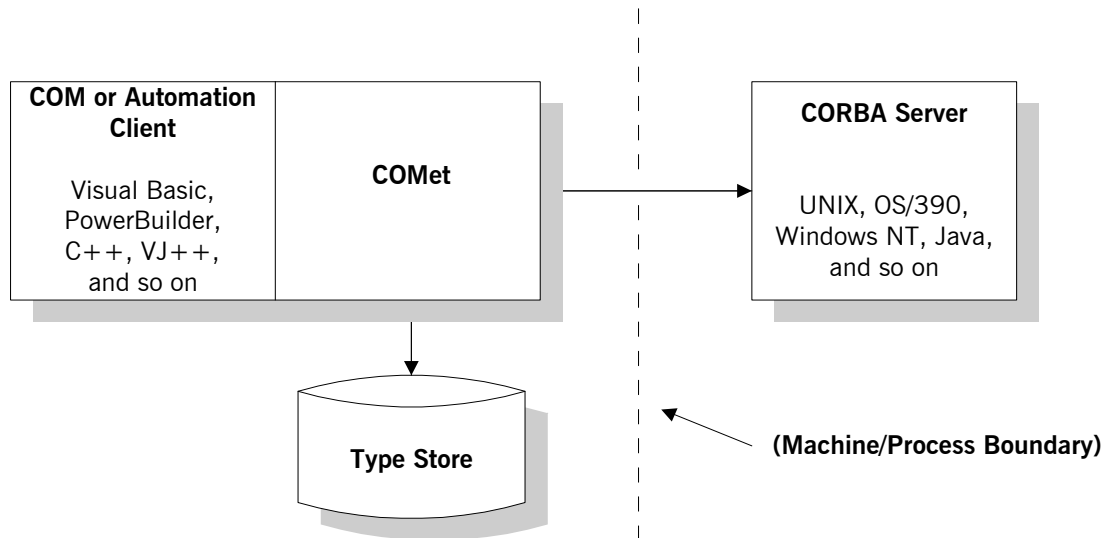 COM or Automation
Client
Visual Basic,
PowerBuilder,
C++, VJ++,
and so on
COMet
CORBA Server
UNIX, OS/390,
Windows NT, Java,
and so on
Type Store
(Machine/Process Boundary)